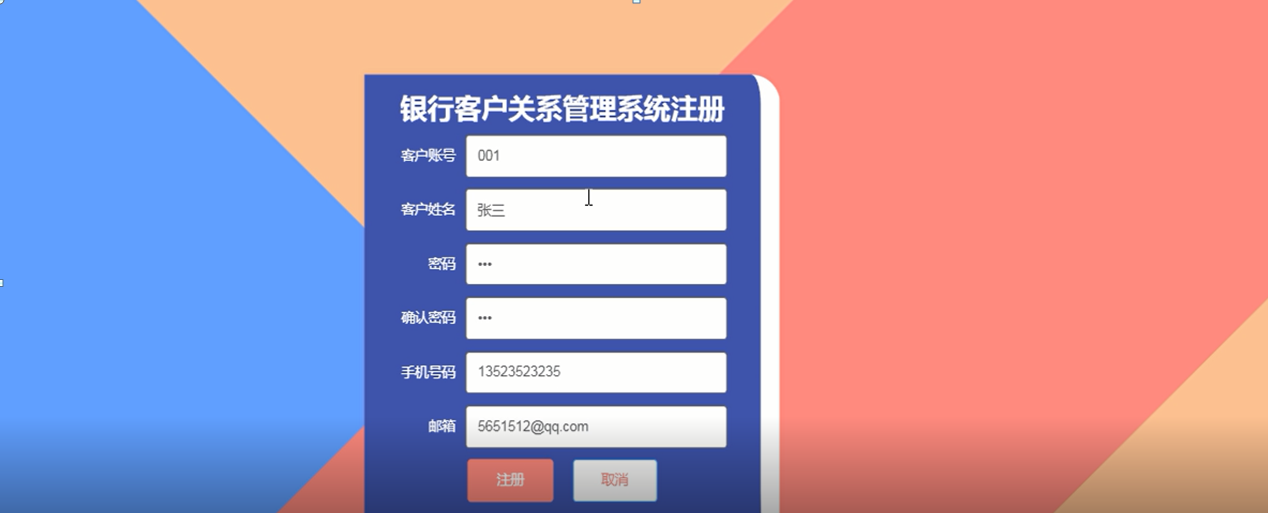 银行客户关系管理系统注册
客户账号 001
客户姓名 张三
密码 •••
确认密码 •••
手机号码 13523523235
邮箱 5651512@qq.com
注册 取消